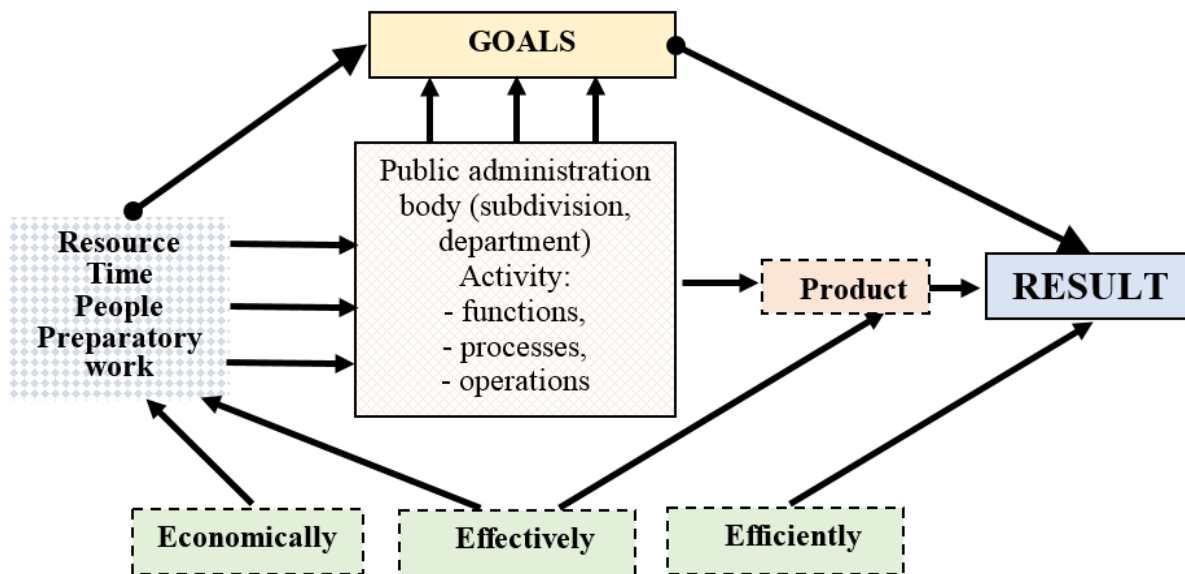 GOALS
Public administration
body (subdivision,
department)
Activity:
- functions,
- processes,
- operations
Resource
Time
People
Preparatory
work
Product
RESULT
Economically
Effectively
Efficiently